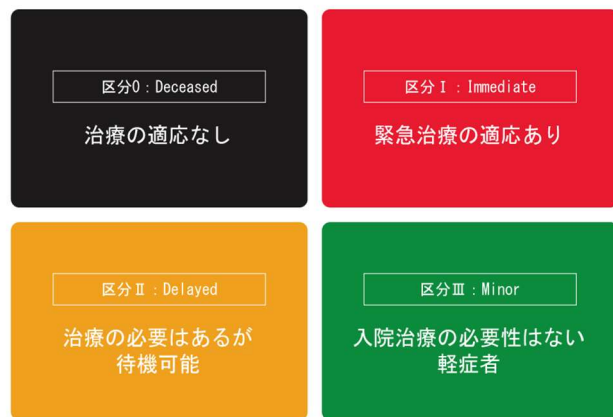 区分0：Deceased
治療の適応なし
区分Ⅰ：Immediate
緊急治療の適応あり
区分Ⅱ：Delayed
治療の必要はあるが
待機可能
区分Ⅲ：Minor
入院治療の必要性はない
軽症者